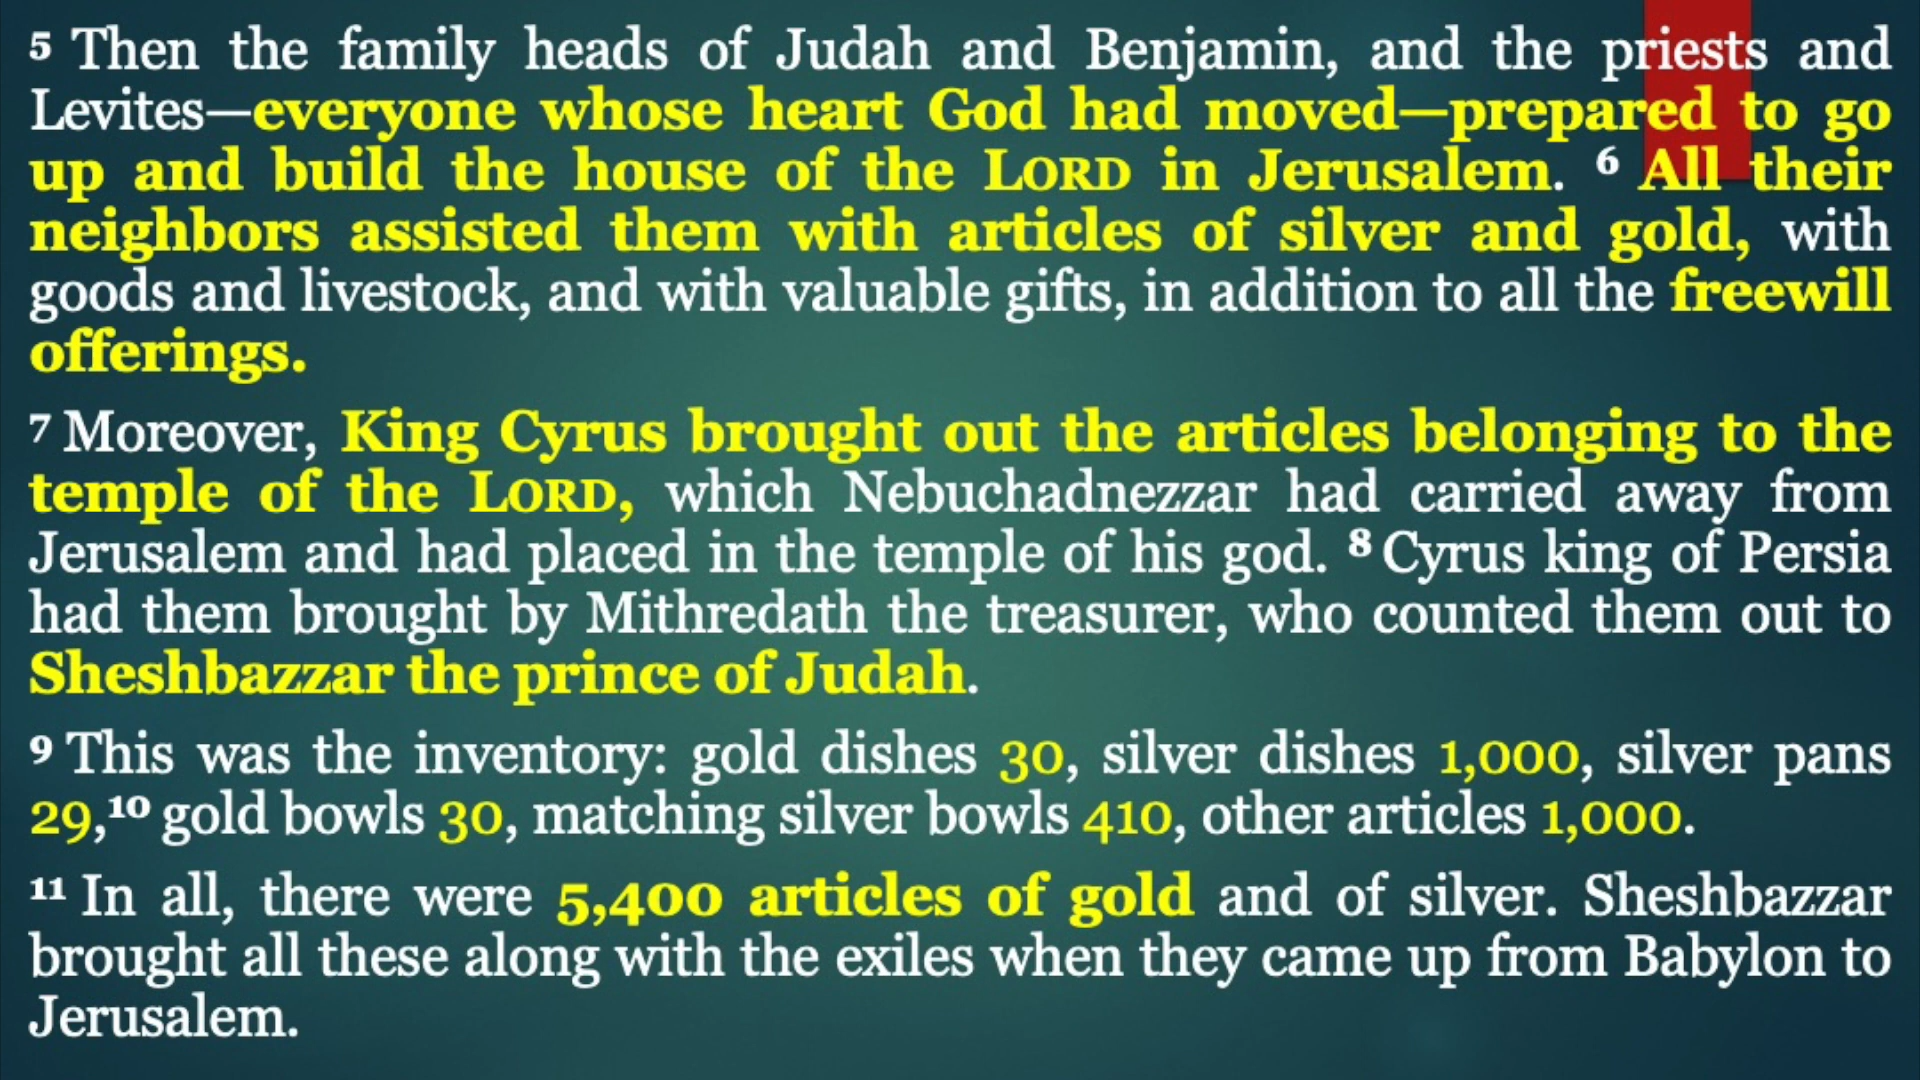 5 Then the family heads of Judah and Benjamin, and the priests and
Levites—everyone whose heart God had moved—prepared to go
up and build the house of the LORD in Jerusalem. 6 All their
neighbors assisted them with articles of silver and gold, with
goods and livestock, and with valuable gifts, in addition to all the freewill
offerings.
7 Moreover, King Cyrus brought out the articles belonging to the
temple of the LORD, which Nebuchadnezzar had carried away from
Jerusalem and had placed in the temple of his god. 8 Cyrus king of Persia
had them brought by Mithredath the treasurer, who counted them out to
Sheshbazzar the prince of Judah.
9 This was the inventory: gold dishes 30, silver dishes 1,000, silver pans
29,10 gold bowls 30, matching silver bowls 410, other articles 1,000.
11 In all, there were 5,400 articles of gold and of silver. Sheshbazzar
brought all these along with the exiles when they came up from Babylon to
Jerusalem.